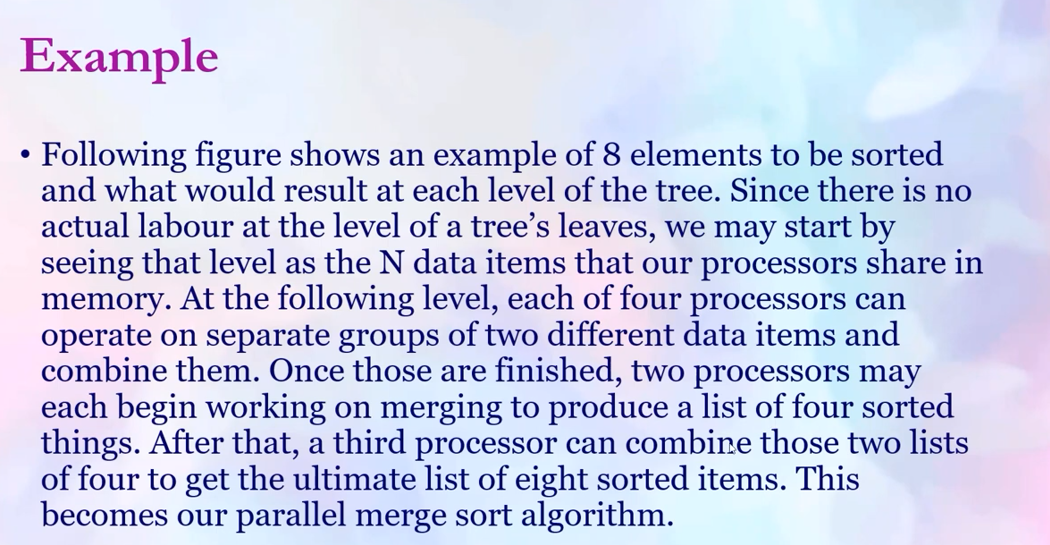 Example
• Following figure shows an example of 8 elements to be sorted
and what would result at each level of the tree. Since there is no
actual labour at the level of a tree’s leaves, we may start by
seeing that level as the N data items that our processors share in
memory. At the following level, each of four processors can
operate on separate groups of two different data items and
combine them. Once those are finished, two processors may
each begin working on merging to produce a list of four sorted
things. After that, a third processor can combine those two lists
of four to get the ultimate list of eight sorted items. This
becomes our parallel merge sort algorithm.